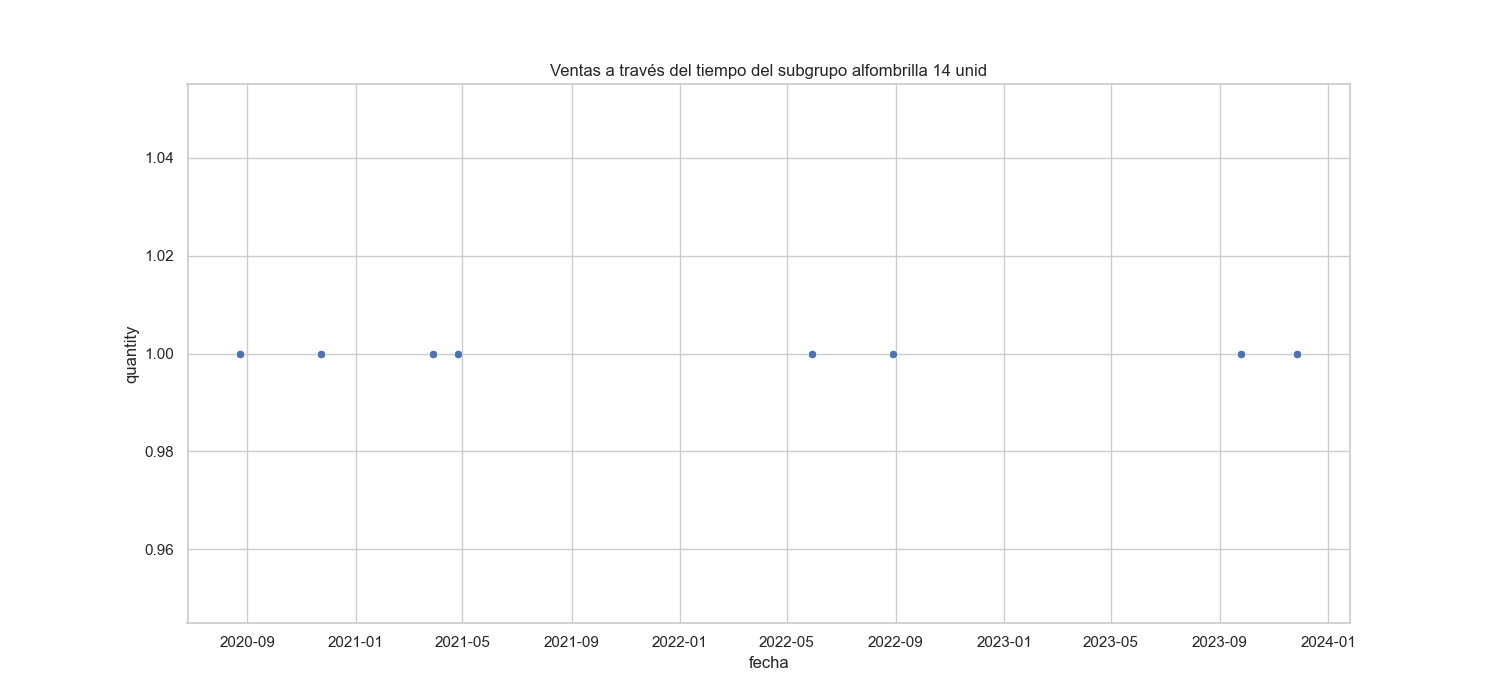 Ventas a través del tiempo del subgrupo alfombrilla 14 unid
1.04
1.02
1.00
0.98
0.96
quantity
2020-09 2021-01 2021-05 2021-09 2022-01 2022-05 2022-09 2023-01 2023-05 2023-09 2024-01
fecha